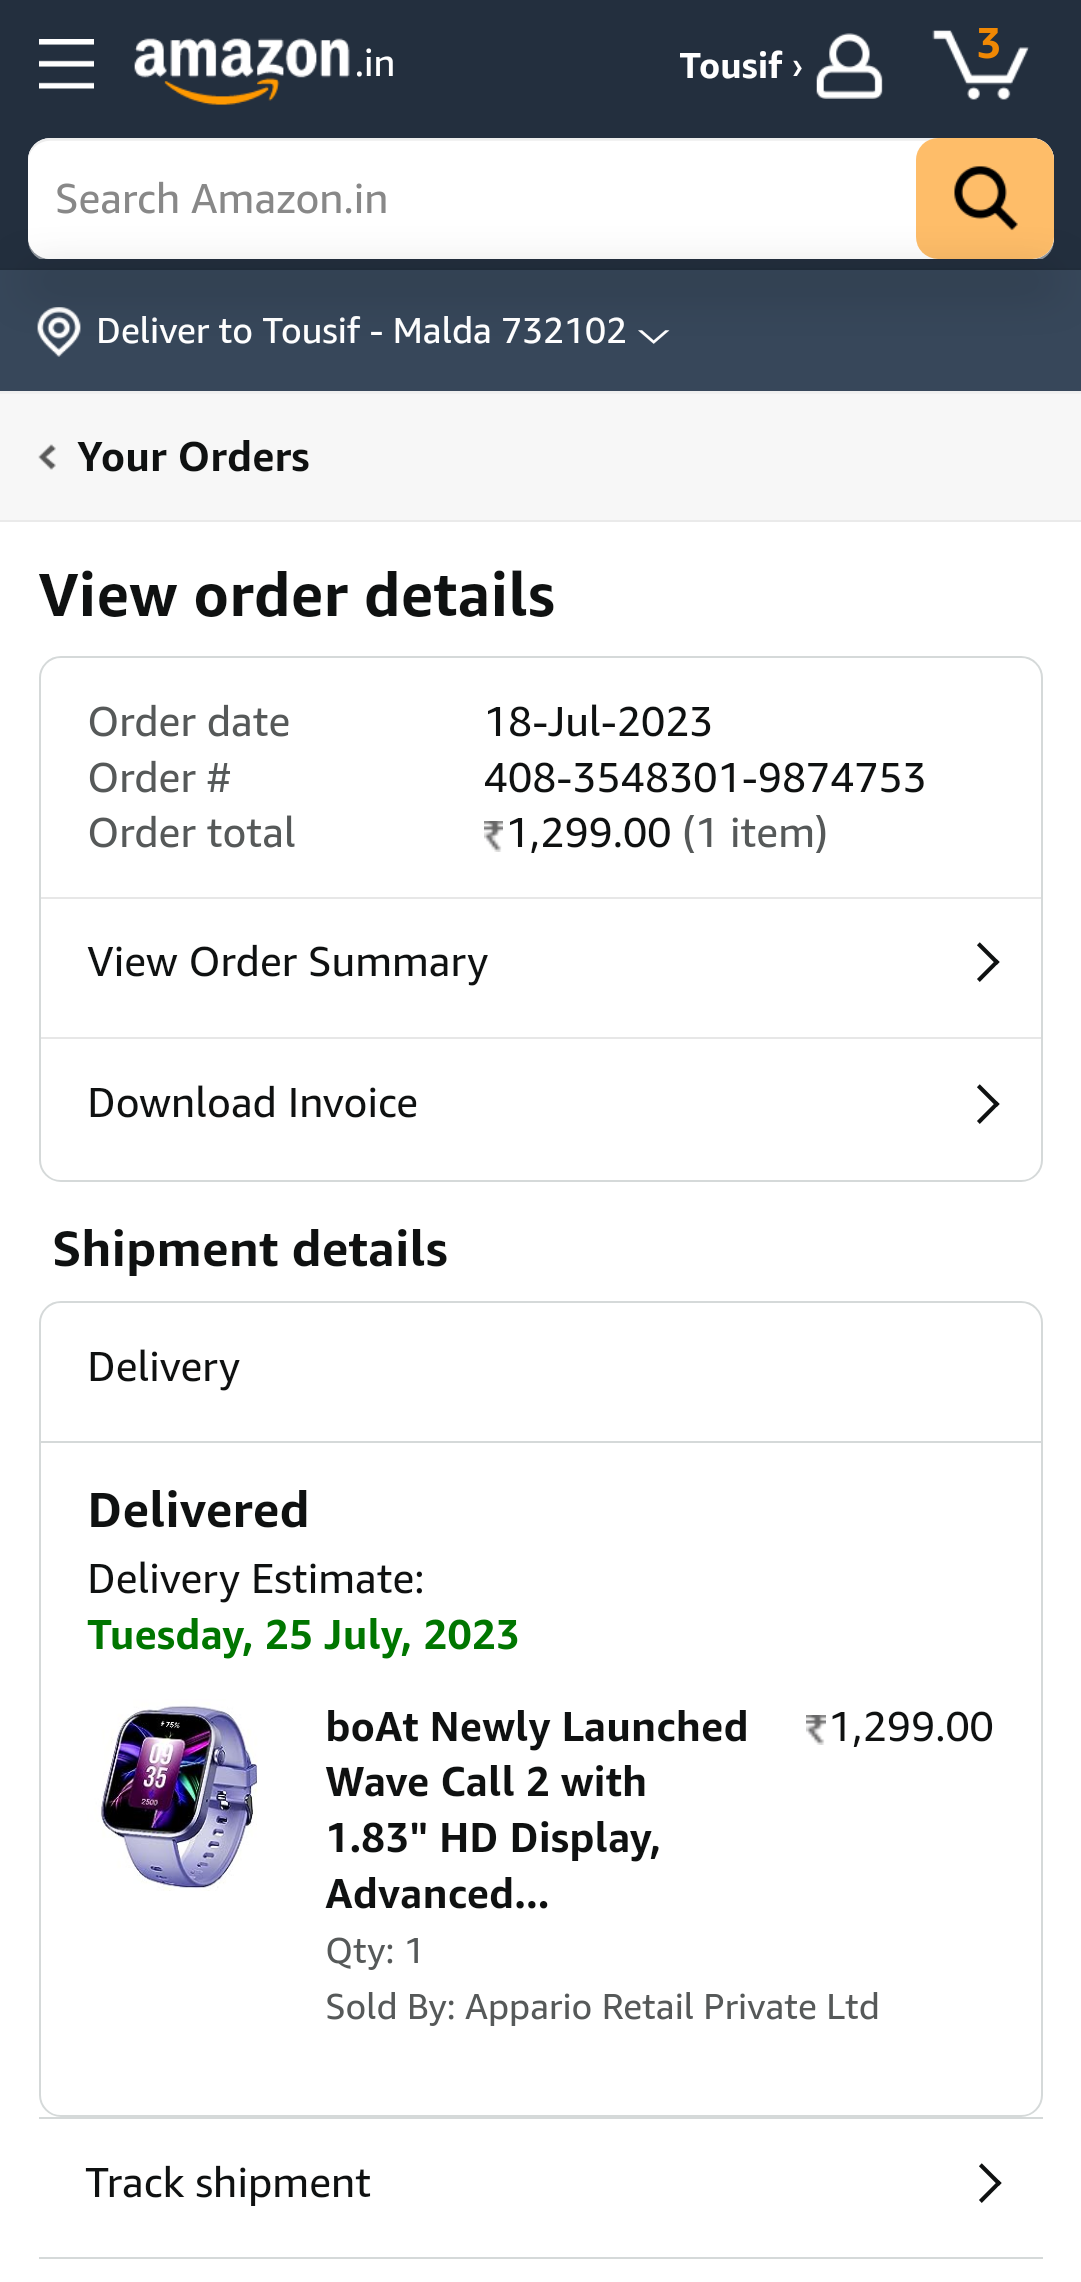 amazon.in
Tousif ›
3
Search Amazon.in
Deliver to Tousif - Malda 732102
Your Orders
View order details
Order date 18-Jul-2023
Order # 408-3548301-9874753
Order total ₹1,299.00 (1 item)
View Order Summary
Download Invoice
Shipment details
Delivery
Delivered
Delivery Estimate:
Tuesday, 25 July, 2023
75%
09
35
2500
boAt Newly Launched ₹1,299.00
Wave Call 2 with
1.83" HD Display,
Advanced...
Qty: 1
Sold By: Appario Retail Private Ltd
Track shipment